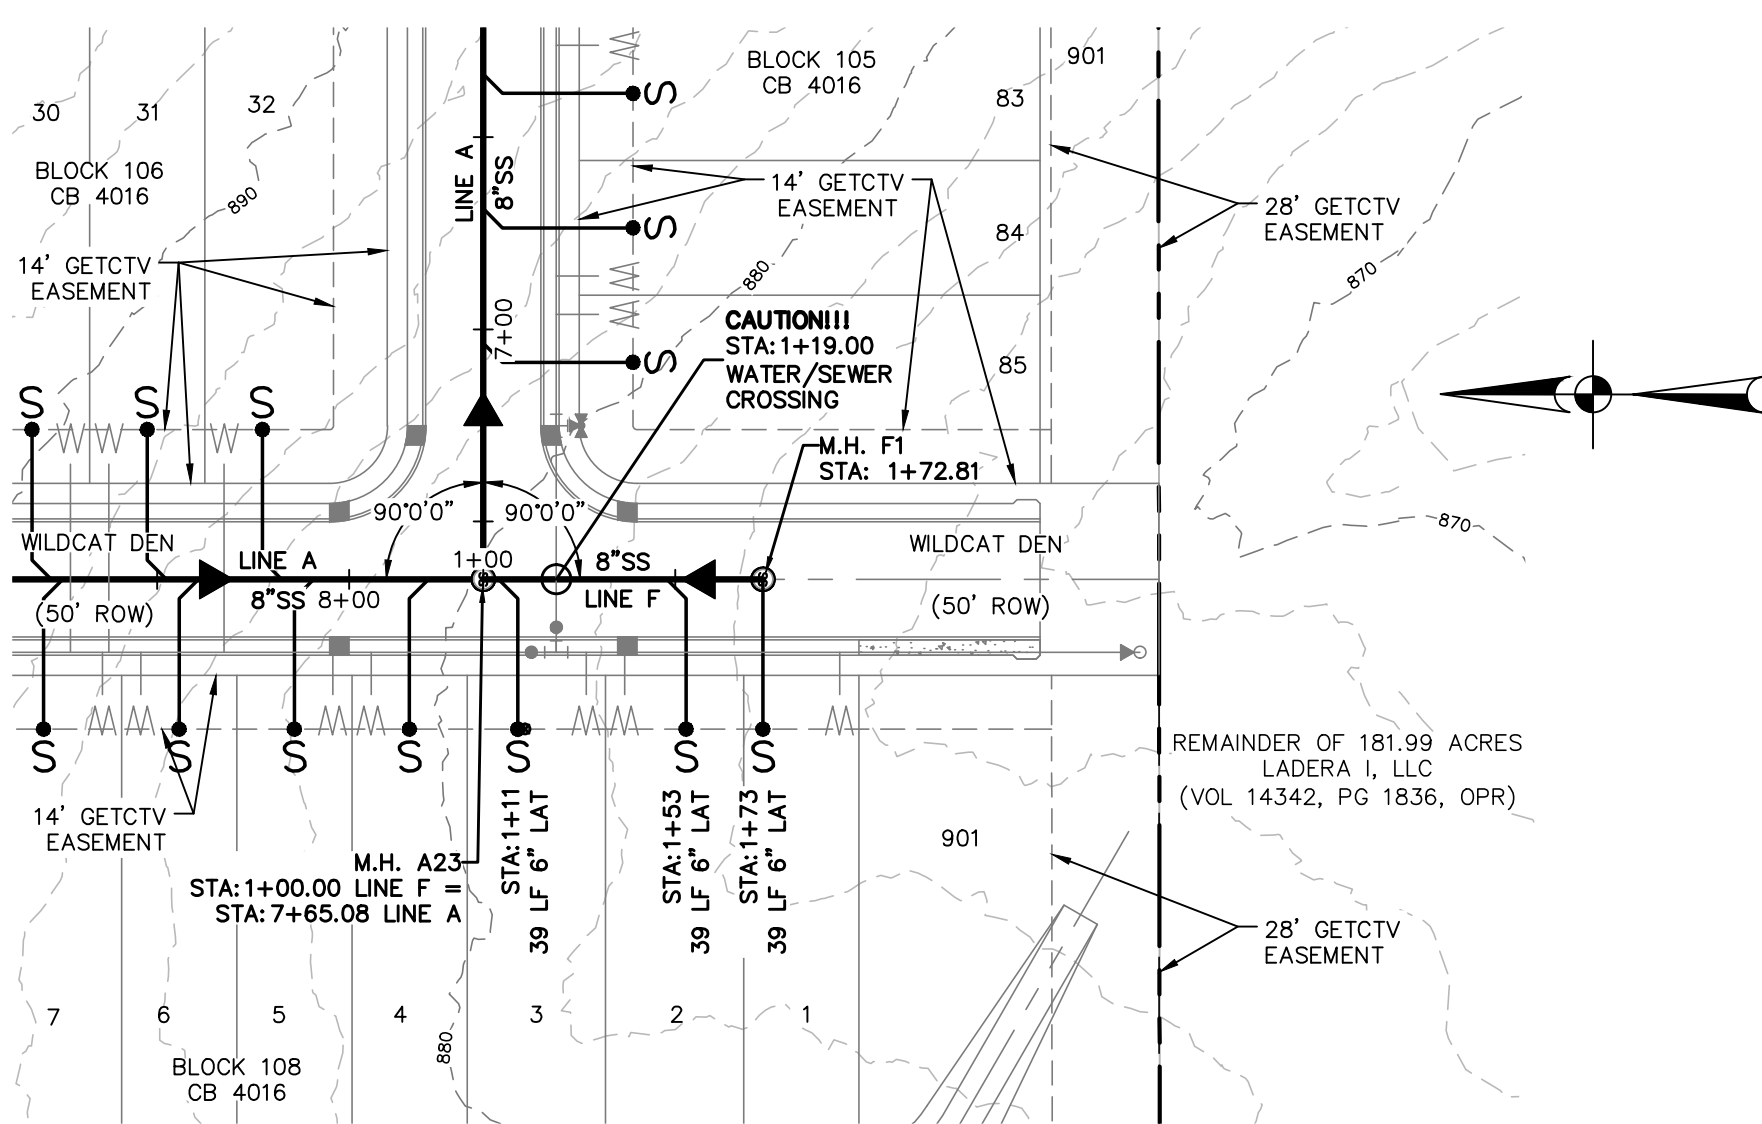 BLOCK 105
CB 4016
901
30
31
32
83
BLOCK 106
CB 4016
890
LINE A
8"SS
14' GETCTV
EASEMENT
28' GETCTV
EASEMENT
84
14' GETCTV
EASEMENT
880
870
7+00
CAUTION!!!
STA:1+19.00
WATER/SEWER
CROSSING
85
S
S
S
S
S
S
M.H. F1
STA: 1+72.81
90°0'0"
90°0'0"
870
WILDCAT DEN
LINE A
1+00
8"SS
WILDCAT DEN
(50' ROW)
8"SS
8+00
LINE F
(50' ROW)
S
S
S
S
S
S
S
REMAINDER OF 181.99 ACRES
LADERA I, LLC
(VOL 14342, PG 1836, OPR)
14' GETCTV
EASEMENT
STA:1+11
39 LF 6" LAT
STA:1+53
39 LF 6" LAT
STA:1+73
39 LF 6" LAT
901
M.H. A23
STA:1+00.00 LINE F =
STA:7+65.08 LINE A
28' GETCTV
EASEMENT
7
6
5
4
3
2
1
880
BLOCK 108
CB 4016